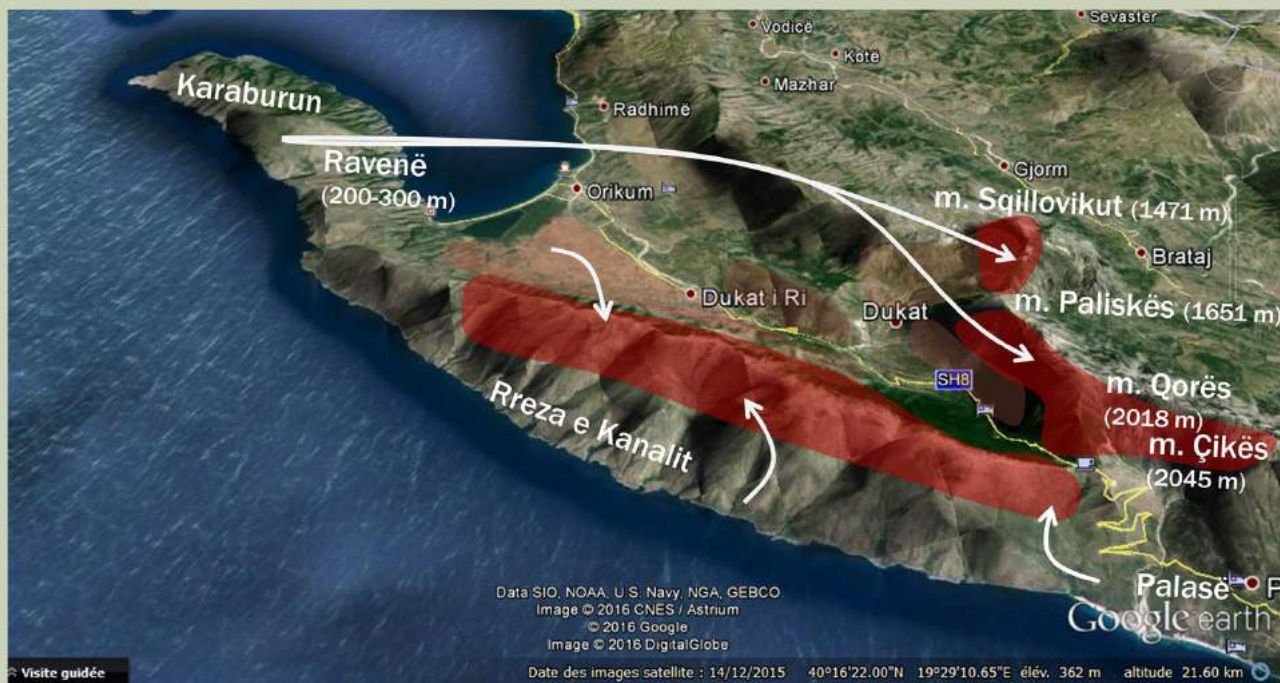 Sevaster
Vodicë
Kotë
Mazhar
Karaburun
Radhimë
Ravenë
(200-300 m)
Gjorm
Orikum
m. Sqillovikut (1471 m)
Brataj
Dukat i Ri
Dukat
m. Paliskës (1651 m)
SH8
m. Qorës
(2018 m)
Rreza e Kanalit
m. Çikës
(2045 m)
Palasë
P
Data SIO, NOAA, U.S. Navy, NGA, GEBCO
Image © 2016 CNES / Astrium
© 2016 Google
Image © 2016 DigitalGlobe
Google earth
Visite guidée
Date des images satellite : 14/12/2015 40°16'22.00"N 19°29'10.65"E élév. 362 m altitude 21.60 km